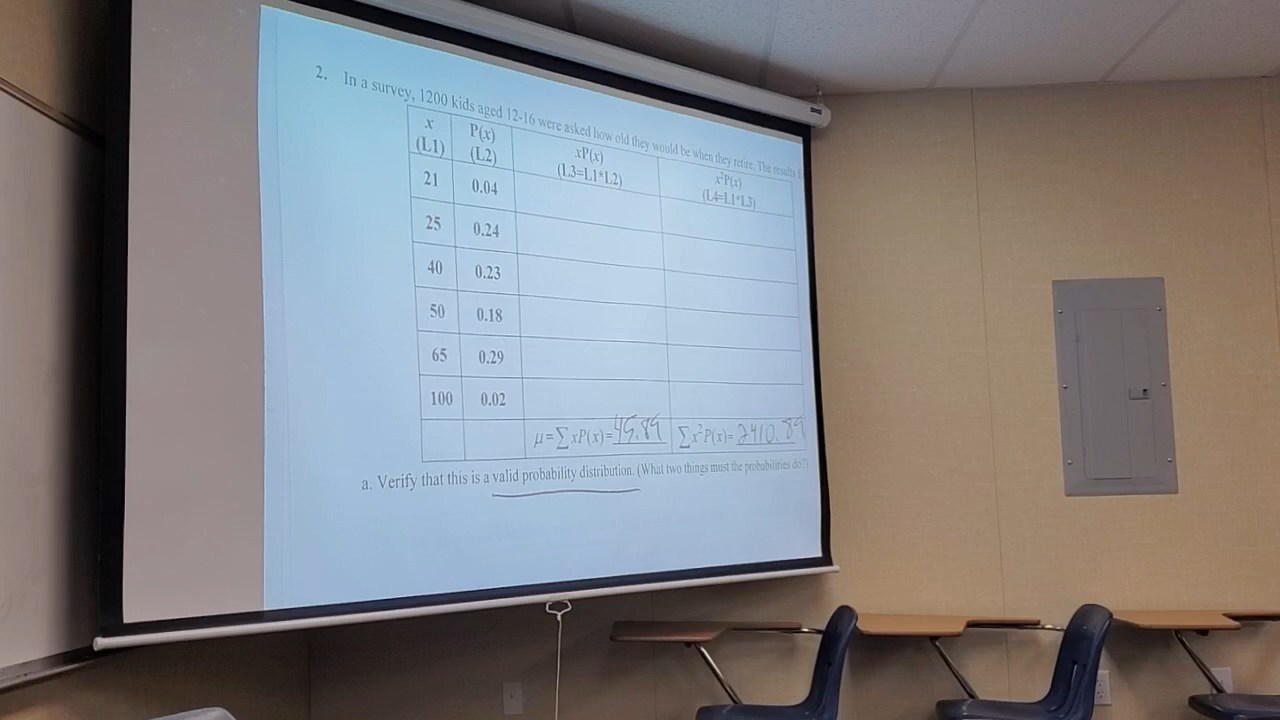 2. In a survey, 1200 kids aged 12-16 were asked how old they would be when they retire. The results
x P(x) xP(x) x²P(x)
(L1) (L2) (L3=L1*L2) (L4=L1*L3)
21 0.04
25 0.24
40 0.23
50 0.18
65 0.29
100 0.02
μ=∑xP(x)=45.89 ∑x²P(x)=2410.89
a. Verify that this is a valid probability distribution. (What two things must the probabilities do?)